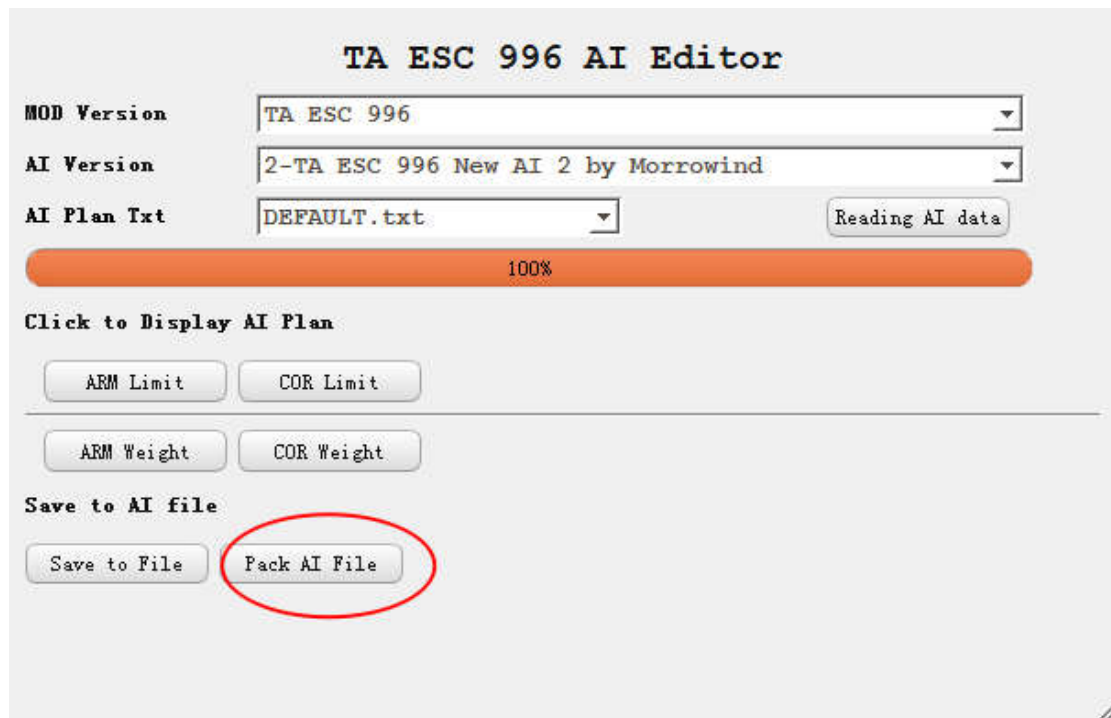 TA ESC 996 AI Editor
MOD Version TA ESC 996
AI Version 2-TA ESC 996 New AI 2 by Morrowind
AI Plan Txt DEFAULT.txt Reading AI data
100%
Click to Display AI Plan
ARM Limit COR Limit
ARM Weight COR Weight
Save to AI file
Save to File Pack AI File